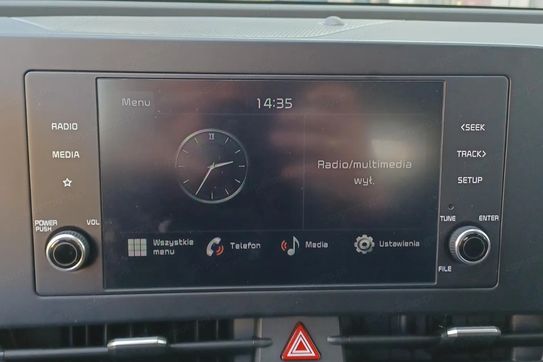 Menu
14:35
RADIO
MEDIA
POWER
PUSH
VOL
XII
Radio/multimedia
wył.
Wszystkie
menu
Telefon
Media
Ustawienia
<SEEK
TRACK>
SETUP
TUNE
ENTER
FILE